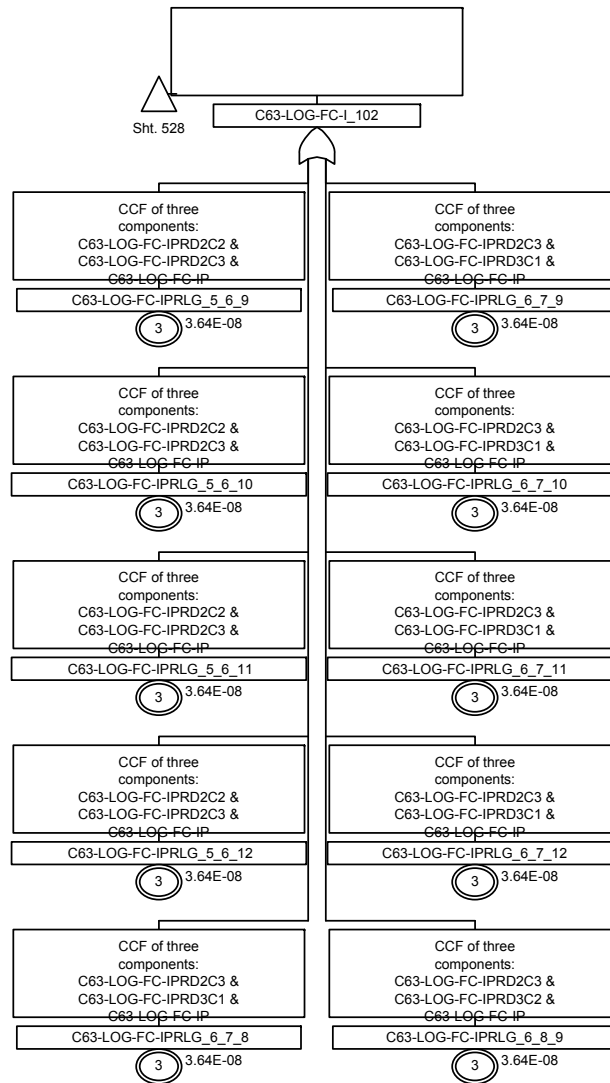 Sht. 528
C63-LOG-FC-I_102
CCF of three
components:
C63-LOG-FC-IPRD2C2 &
C63-LOG-FC-IPRD2C3 &
C63-LOG-FC-IP
C63-LOG-FC-IPRLG_5_6_9
3
3.64E-08
CCF of three
components:
C63-LOG-FC-IPRD2C3 &
C63-LOG-FC-IPRD3C1 &
C63-LOG-FC-IP
C63-LOG-FC-IPRLG_6_7_9
3
3.64E-08
CCF of three
components:
C63-LOG-FC-IPRD2C2 &
C63-LOG-FC-IPRD2C3 &
C63-LOG-FC-IP
C63-LOG-FC-IPRLG_5_6_10
3
3.64E-08
CCF of three
components:
C63-LOG-FC-IPRD2C3 &
C63-LOG-FC-IPRD3C1 &
C63-LOG-FC-IP
C63-LOG-FC-IPRLG_6_7_10
3
3.64E-08
CCF of three
components:
C63-LOG-FC-IPRD2C2 &
C63-LOG-FC-IPRD2C3 &
C63-LOG-FC-IP
C63-LOG-FC-IPRLG_5_6_11
3
3.64E-08
CCF of three
components:
C63-LOG-FC-IPRD2C3 &
C63-LOG-FC-IPRD3C1 &
C63-LOG-FC-IP
C63-LOG-FC-IPRLG_6_7_11
3
3.64E-08
CCF of three
components:
C63-LOG-FC-IPRD2C2 &
C63-LOG-FC-IPRD2C3 &
C63-LOG-FC-IP
C63-LOG-FC-IPRLG_5_6_12
3
3.64E-08
CCF of three
components:
C63-LOG-FC-IPRD2C3 &
C63-LOG-FC-IPRD3C1 &
C63-LOG-FC-IP
C63-LOG-FC-IPRLG_6_7_12
3
3.64E-08
CCF of three
components:
C63-LOG-FC-IPRD2C3 &
C63-LOG-FC-IPRD3C1 &
C63-LOG-FC-IP
C63-LOG-FC-IPRLG_6_7_8
3
3.64E-08
CCF of three
components:
C63-LOG-FC-IPRD2C3 &
C63-LOG-FC-IPRD3C2 &
C63-LOG-FC-IP
C63-LOG-FC-IPRLG_6_8_9
3
3.64E-08